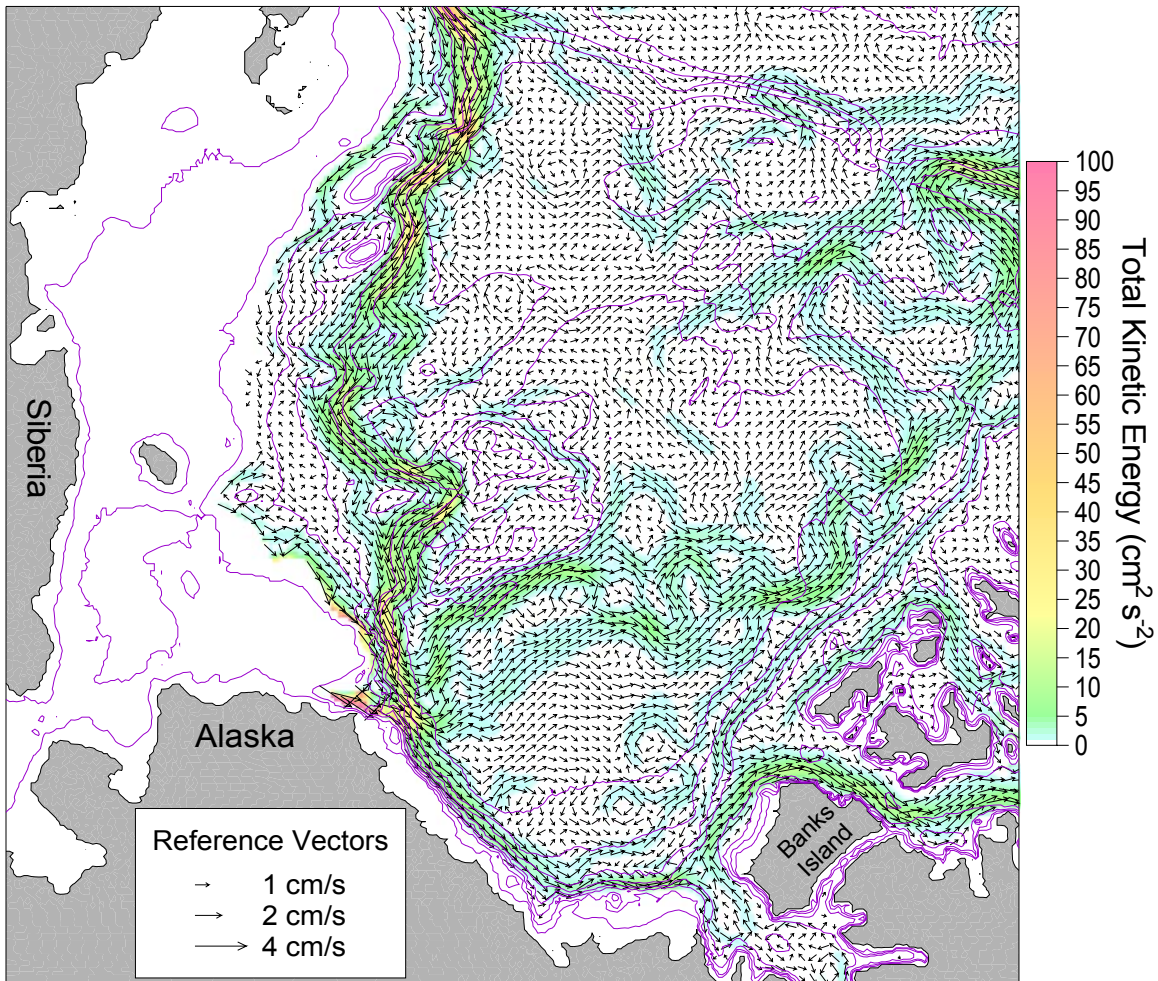 Siberia
Alaska
Banks
Island
Reference Vectors
1 cm/s
2 cm/s
4 cm/s
100
95
90
85
80
75
70
65
60
55
50
45
40
35
30
25
20
15
10
5
0
Total Kinetic Energy (cm² s⁻²)